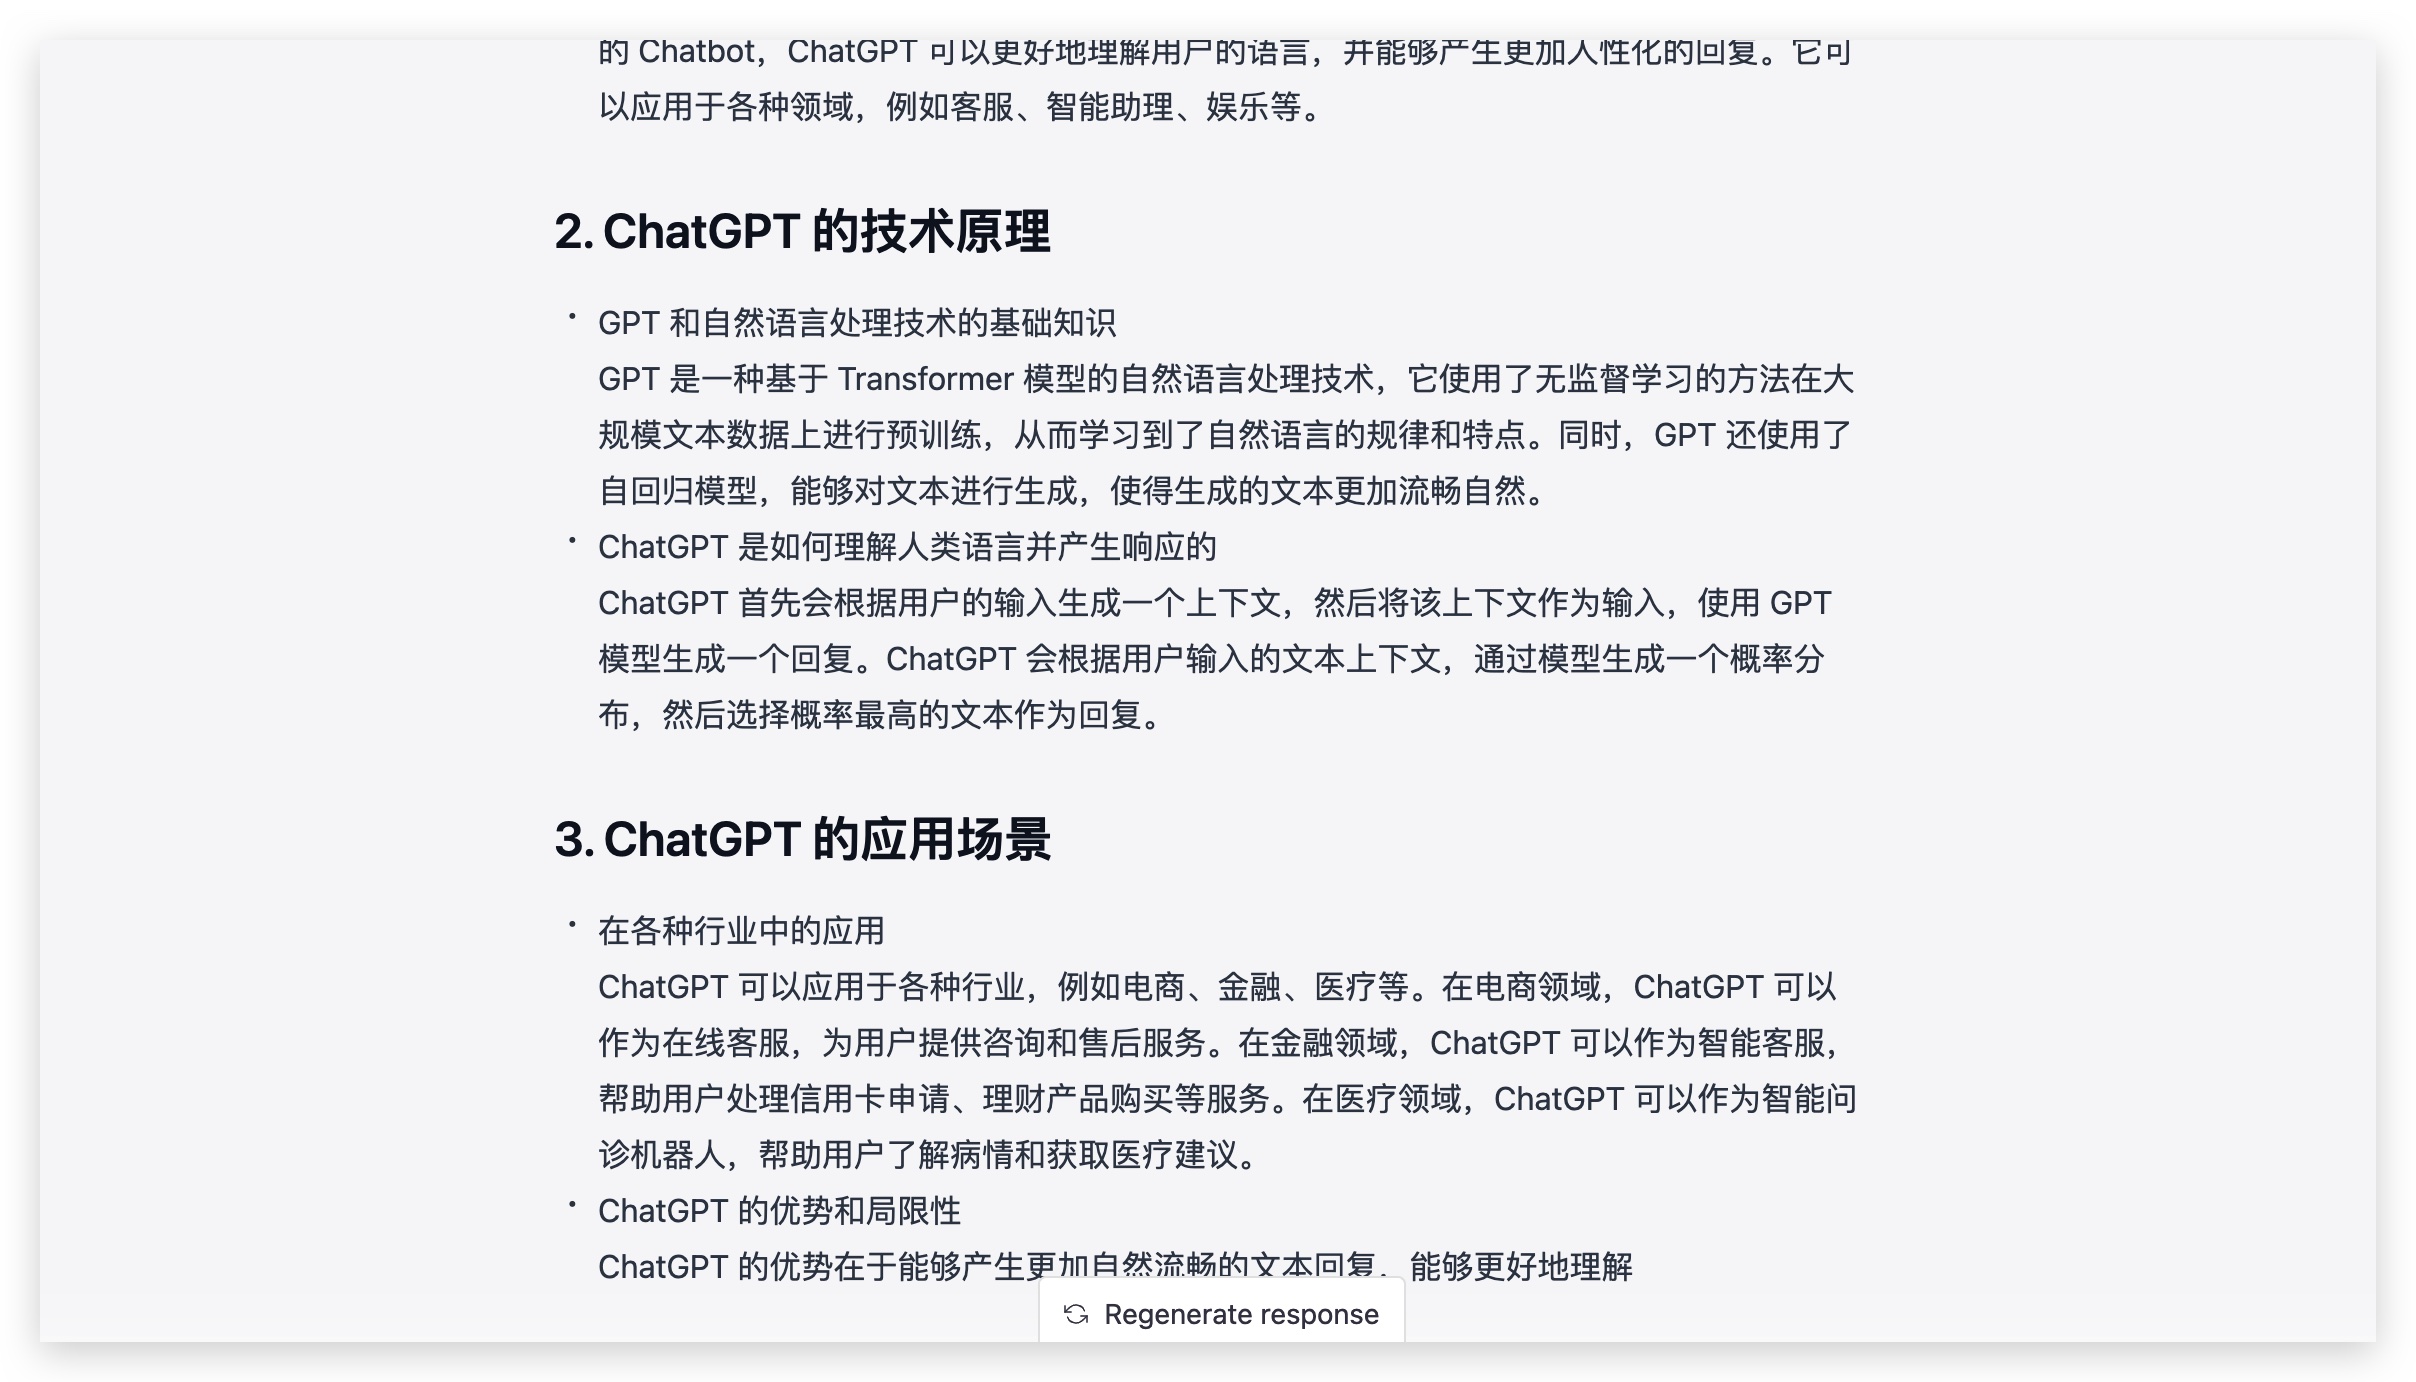 的 Chatbot，ChatGPT 可以更好地理解用户的语言，并能够产生更加人性化的回复。它可
以应用于各种领域，例如客服、智能助理、娱乐等。
2. ChatGPT 的技术原理
• GPT 和自然语言处理技术的基础知识
GPT 是一种基于 Transformer 模型的自然语言处理技术，它使用了无监督学习的方法在大
规模文本数据上进行预训练，从而学习到了自然语言的规律和特点。同时，GPT 还使用了
自回归模型，能够对文本进行生成，使得生成的文本更加流畅自然。
• ChatGPT 是如何理解人类语言并产生响应的
ChatGPT 首先会根据用户的输入生成一个上下文，然后将该上下文作为输入，使用 GPT
模型生成一个回复。ChatGPT 会根据用户输入的文本上下文，通过模型生成一个概率分
布，然后选择概率最高的文本作为回复。
3. ChatGPT 的应用场景
• 在各种行业中的应用
ChatGPT 可以应用于各种行业，例如电商、金融、医疗等。在电商领域，ChatGPT 可以
作为在线客服，为用户提供咨询和售后服务。在金融领域，ChatGPT 可以作为智能客服，
帮助用户处理信用卡申请、理财产品购买等服务。在医疗领域，ChatGPT 可以作为智能问
诊机器人，帮助用户了解病情和获取医疗建议。
• ChatGPT 的优势和局限性
ChatGPT 的优势在于能够产生更加自然流畅的文本回复，能够更好地理解
Regenerate response